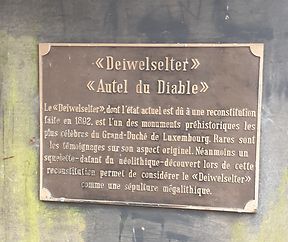 «Deiwelselter»
«Autel du Diable»
Le «Deiwelselter», dont l'état actuel est dû à une reconstitution
faite en 1892, est l'un des monuments préhistoriques les
plus célèbres du Grand-Duché de Luxembourg. Rares sont
les témoignages sur son aspect originel. Néanmoins un
squelette-datant du néolithique-découvert lors de cette
reconstitution permet de considérer le «Deiwelselter»
comme une sépulture mégalithique.